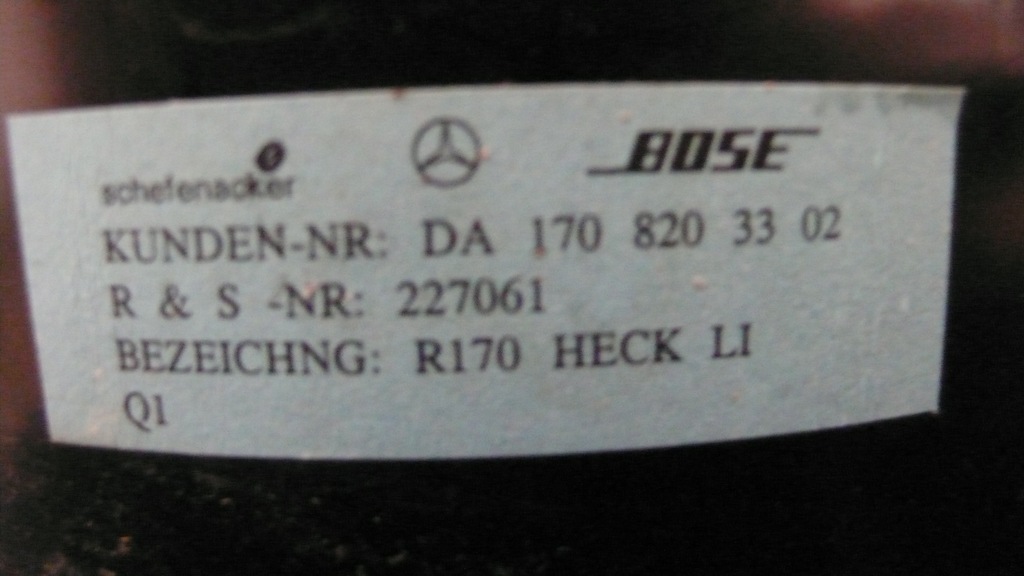 schefenacker BOSE
KUNDEN-NR: DA 170 820 33 02
R & S -NR: 227061
BEZEICHNG: R170 HECK LI
Q1